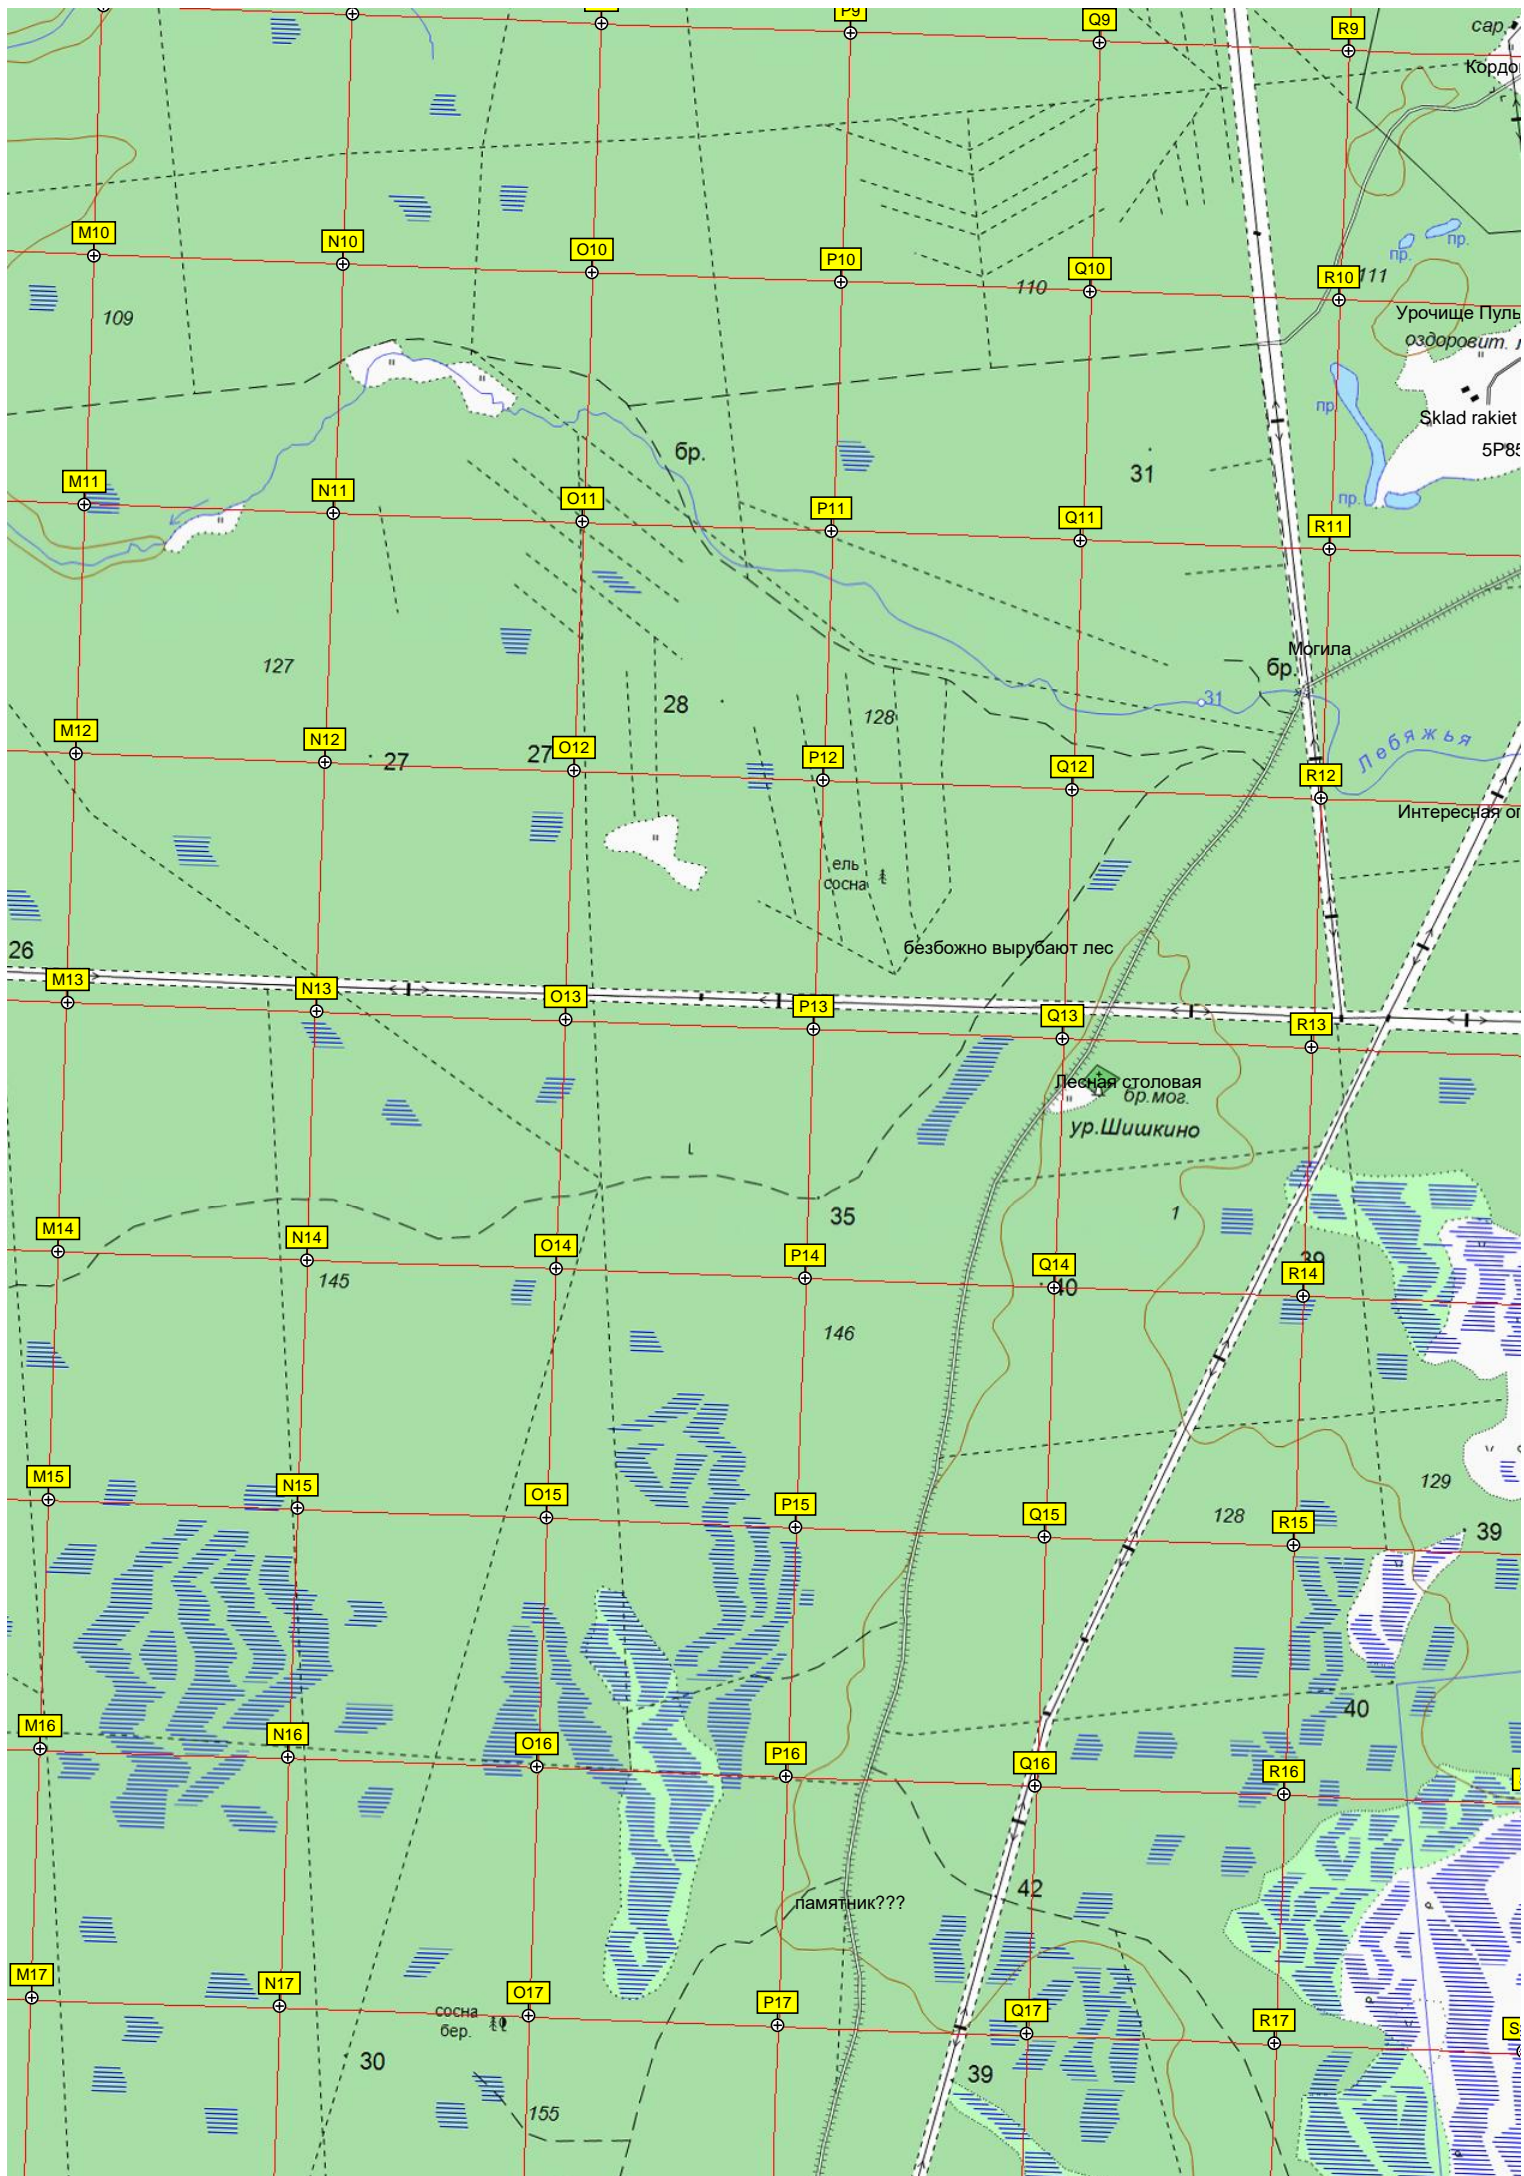 P9
Q9
R9
сар.
M10
N10
O10
P10
Q10
R10
пр.
пр.
109
110
111
оздоровит.
пр.
Sklad rakiet
бр.
31
M11
N11
O11
P11
Q11
R11
пр.
127
28
128
Могила
бр.
31
Лебяжья
M12
N12
27
27
O12
P12
Q12
R12
Интересная
ель
сосна
безбожно вырубают лес
26
M13
N13
O13
P13
Q13
R13
Лесная столовая
бр.мог.
ур.Шишкино
35
1
M14
N14
O14
P14
Q14
40
39
R14
145
146
M15
N15
O15
P15
Q15
R15
128
129
39
40
M16
N16
O16
P16
Q16
R16
42
памятник???
M17
N17
O17
P17
Q17
R17
сосна
бер.
30
39
155